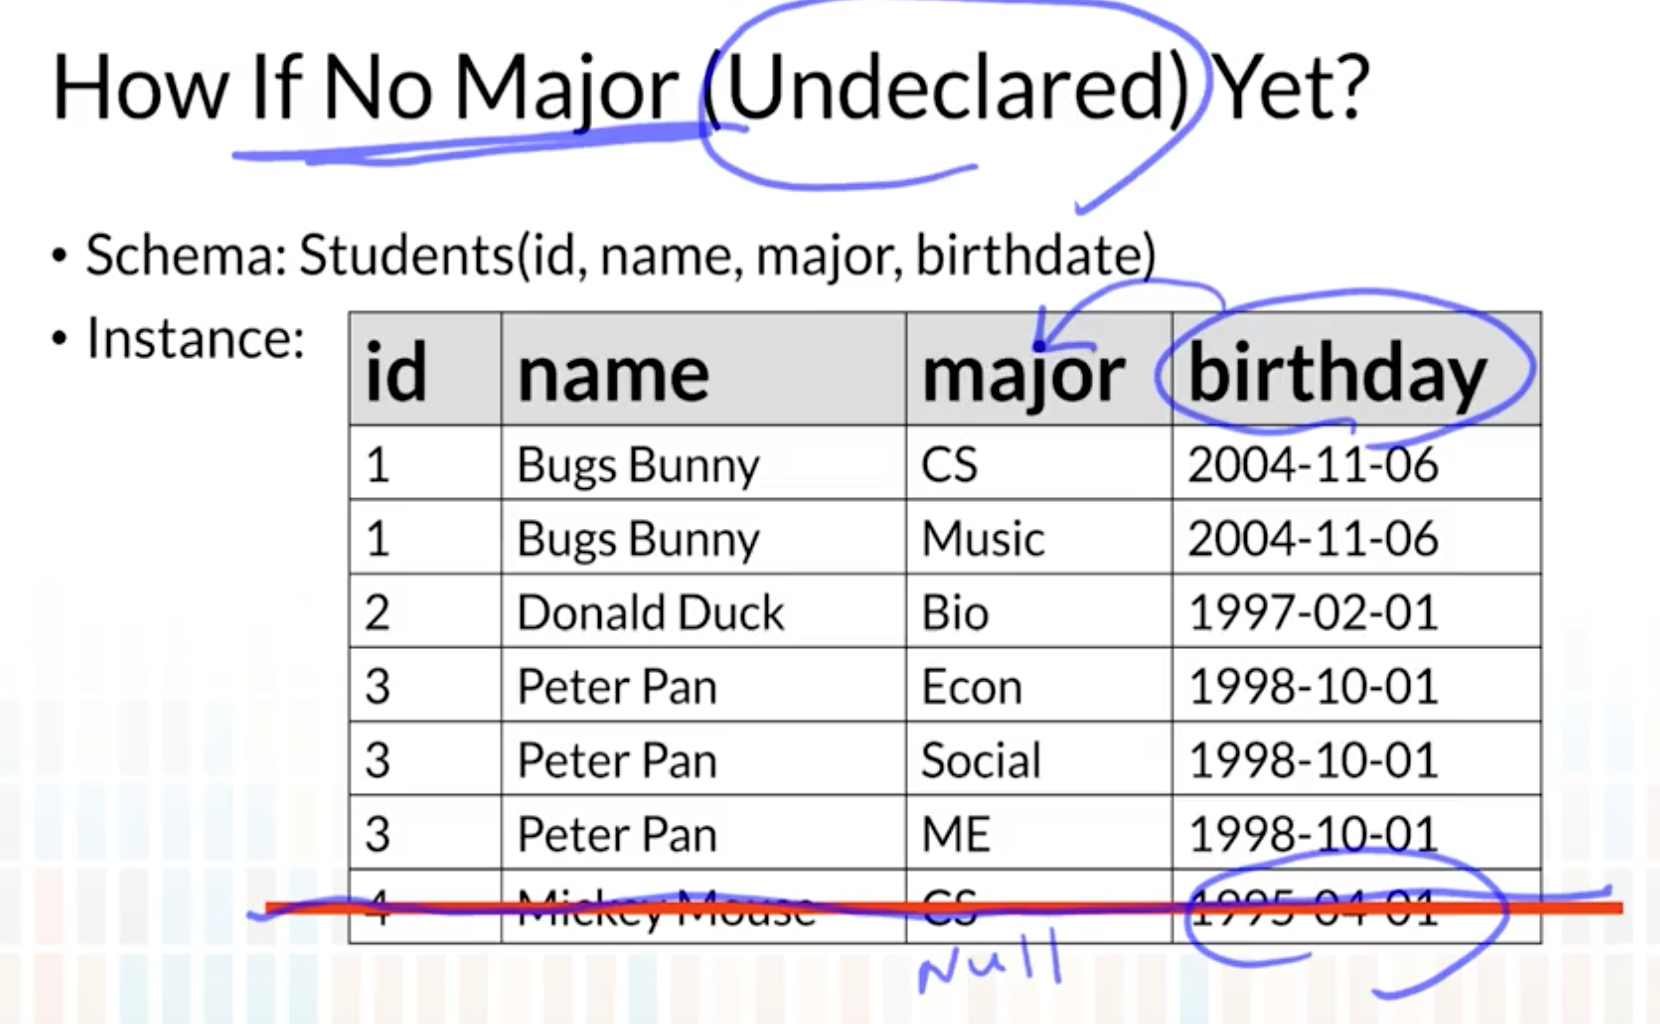 How If No Major (Undeclared) Yet?
• Schema: Students(id, name, major, birthdate)
• Instance:
id name major birthday
1 Bugs Bunny CS 2004-11-06
1 Bugs Bunny Music 2004-11-06
2 Donald Duck Bio 1997-02-01
3 Peter Pan Econ 1998-10-01
3 Peter Pan Social 1998-10-01
3 Peter Pan ME 1998-10-01
4 Mickey Mouse CS 1995-04-01
Null